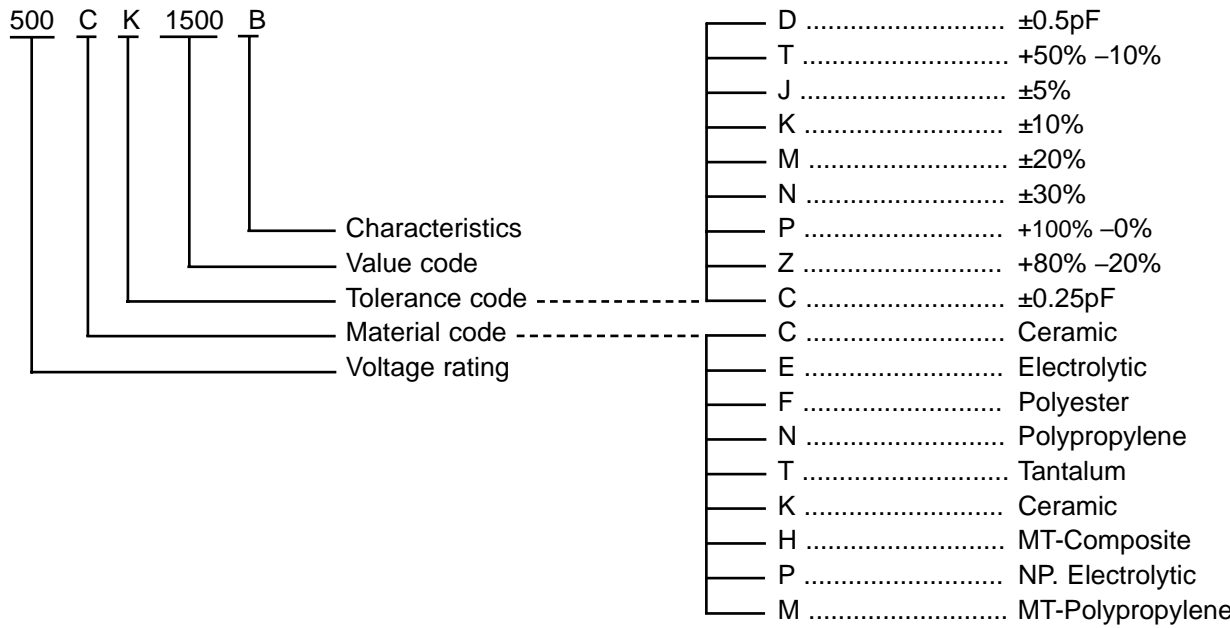 500 C K 1500 B
Characteristics
Value code
Tolerance code
Material code
Voltage rating
D ......................... ±0.5pF
T .......................... +50% –10%
J .......................... ±5%
K ......................... ±10%
M ......................... ±20%
N ......................... ±30%
P ......................... +100% –0%
Z ......................... +80% –20%
C ......................... ±0.25pF
C ......................... Ceramic
E ......................... Electrolytic
F ......................... Polyester
N ......................... Polypropylene
T .......................... Tantalum
K ......................... Ceramic
H ......................... MT-Composite
P ......................... NP. Electrolytic
M ......................... MT-Polypropylene